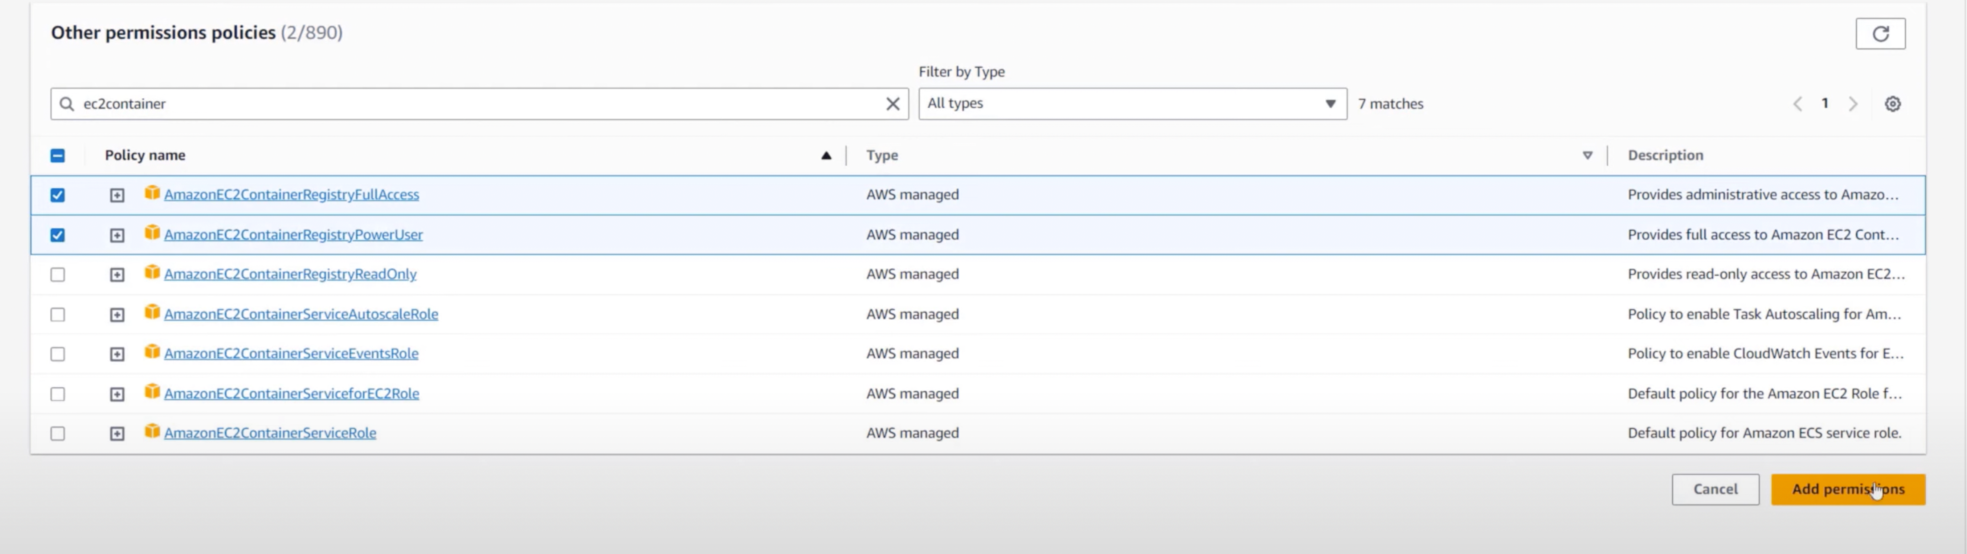 Other permissions policies (2/890)
Filter by Type
ec2container
All types
7 matches
1
Policy name
Type
Description
AmazonEC2ContainerRegistryFullAccess AWS managed Provides administrative access to Amazo...
AmazonEC2ContainerRegistryPowerUser AWS managed Provides full access to Amazon EC2 Cont...
AmazonEC2ContainerRegistryReadOnly AWS managed Provides read-only access to Amazon EC2...
AmazonEC2ContainerServiceAutoscaleRole AWS managed Policy to enable Task Autoscaling for Am...
AmazonEC2ContainerServiceEventsRole AWS managed Policy to enable CloudWatch Events for E...
AmazonEC2ContainerServiceforEC2Role AWS managed Default policy for the Amazon EC2 Role f...
AmazonEC2ContainerServiceRole AWS managed Default policy for Amazon ECS service role.
Cancel
Add permissions